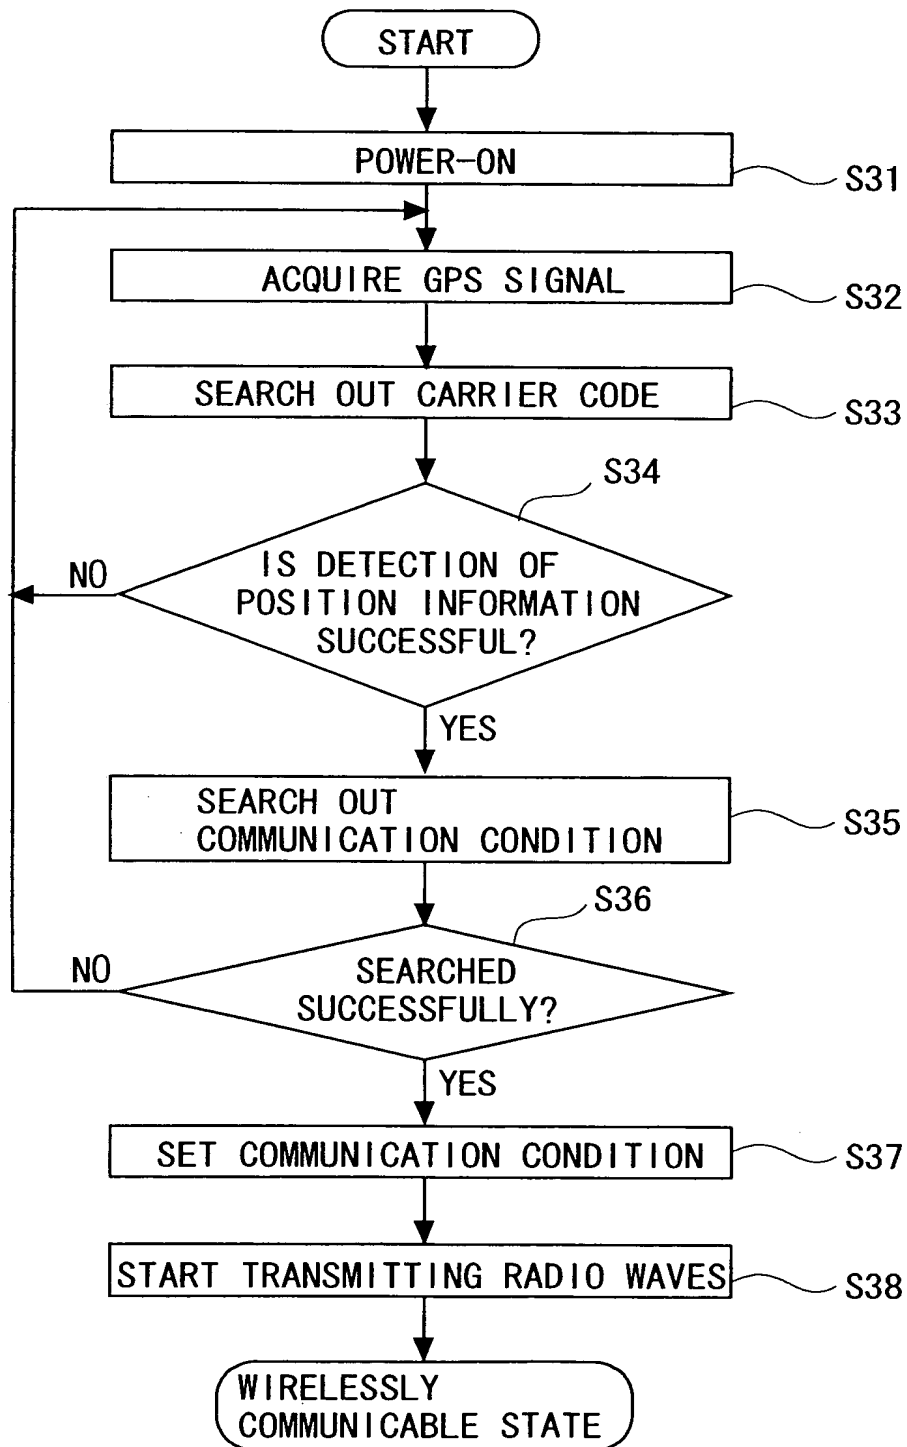 START
POWER-ON
S31
ACQUIRE GPS SIGNAL
S32
SEARCH OUT CARRIER CODE
S33
S34
IS DETECTION OF
POSITION INFORMATION
SUCCESSFUL?
NO
YES
SEARCH OUT
COMMUNICATION CONDITION
S35
S36
SEARCHED
SUCCESSFULLY?
NO
YES
SET COMMUNICATION CONDITION
S37
START TRANSMITTING RADIO WAVES
S38
WIRELESSLY
COMMUNICABLE STATE